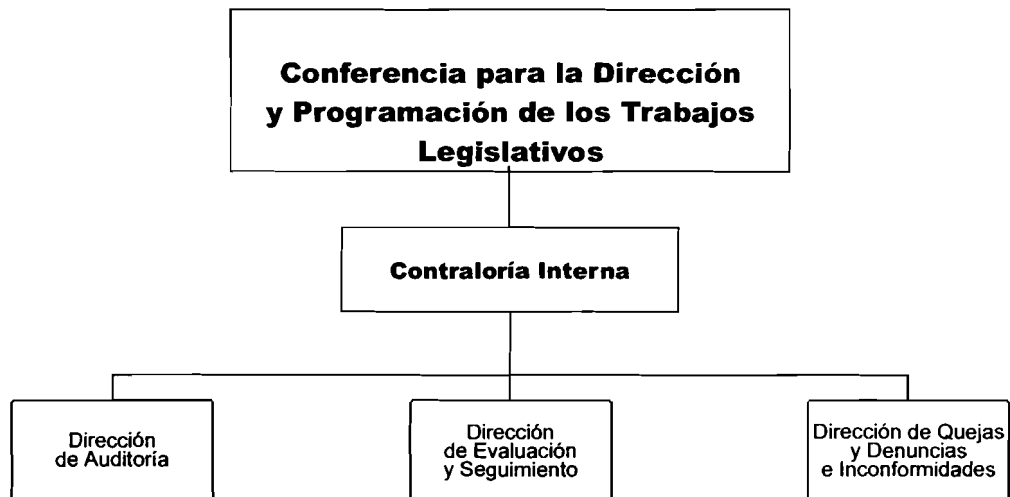 Conferencia para la Dirección
y Programación de los Trabajos
Legislativos
Contraloría Interna
Dirección
de Auditoría
Dirección
de Evaluación
y Seguimiento
Dirección de Quejas
y Denuncias
e Inconformidades